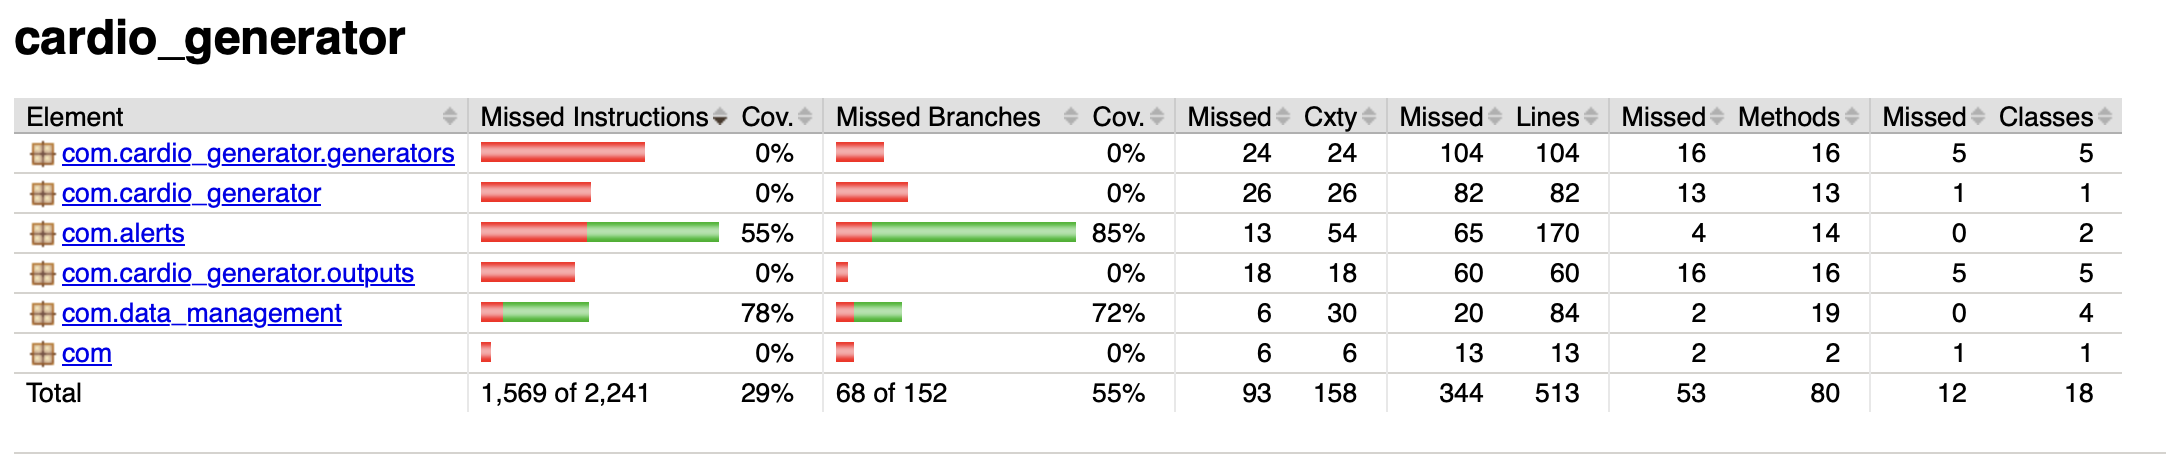 cardio_generator
Element Missed Instructions Cov. Missed Branches Cov. Missed Cxty Missed Lines Missed Methods Missed Classes
com.cardio_generator.generators 0% 0% 24 24 104 104 16 16 5 5
com.cardio_generator 0% 0% 26 26 82 82 13 13 1 1
com.alerts 55% 85% 13 54 65 170 4 14 0 2
com.cardio_generator.outputs 0% 0% 18 18 60 60 16 16 5 5
com.data_management 78% 72% 6 30 20 84 2 19 0 4
com 0% 0% 6 6 13 13 2 2 1 1
Total 1,569 of 2,241 29% 68 of 152 55% 93 158 344 513 53 80 12 18